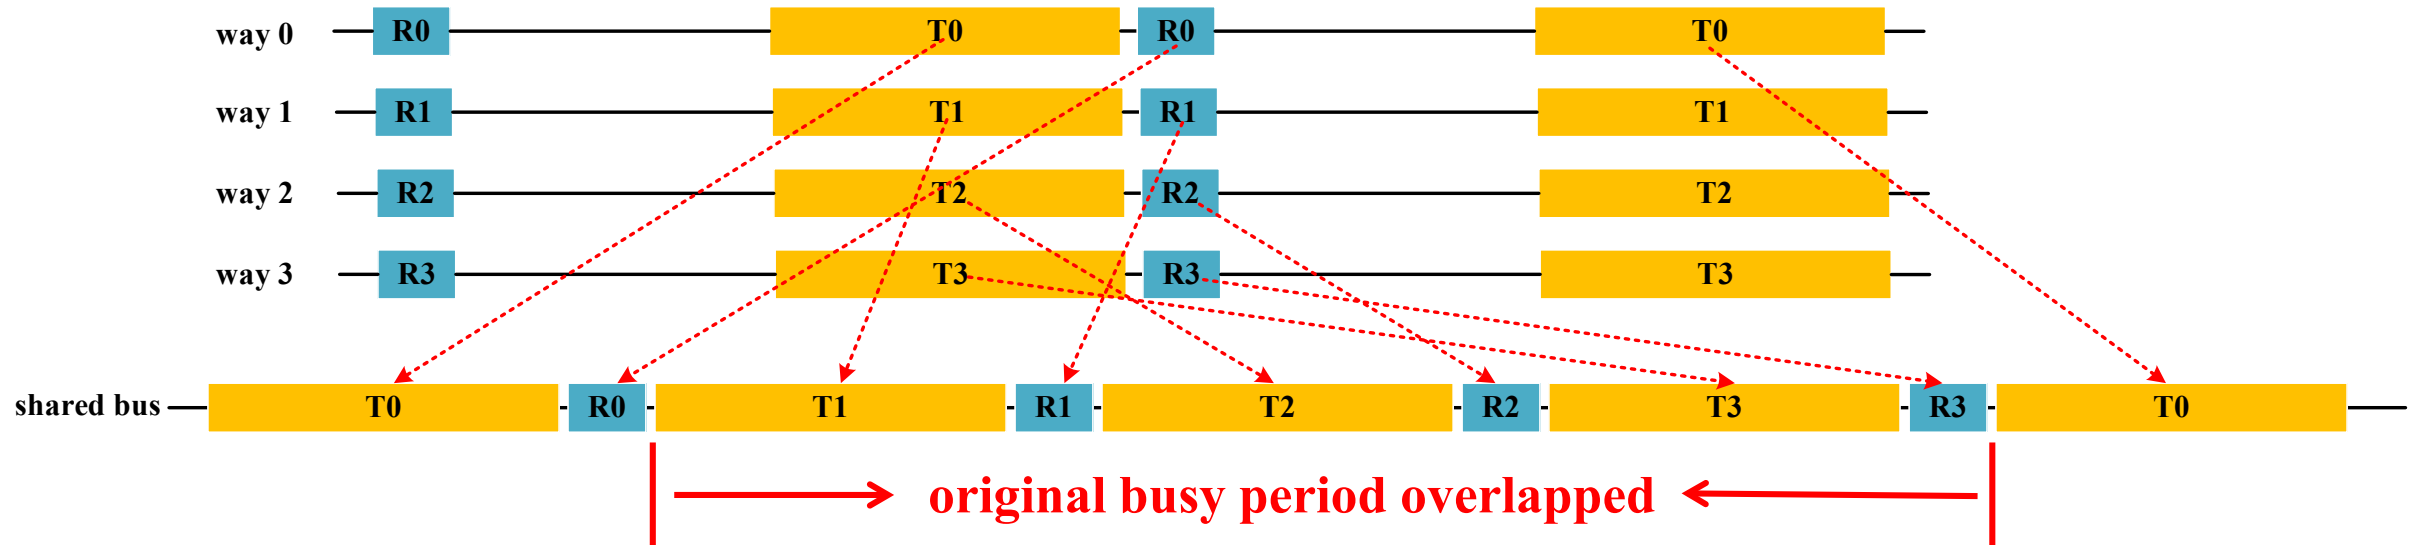 way 0 R0 T0 R0 T0
way 1 R1 T1 R1 T1
way 2 R2 T2 R2 T2
way 3 R3 T3 R3 T3
shared bus T0 R0 T1 R1 T2 R2 T3 R3 T0
original busy period overlapped